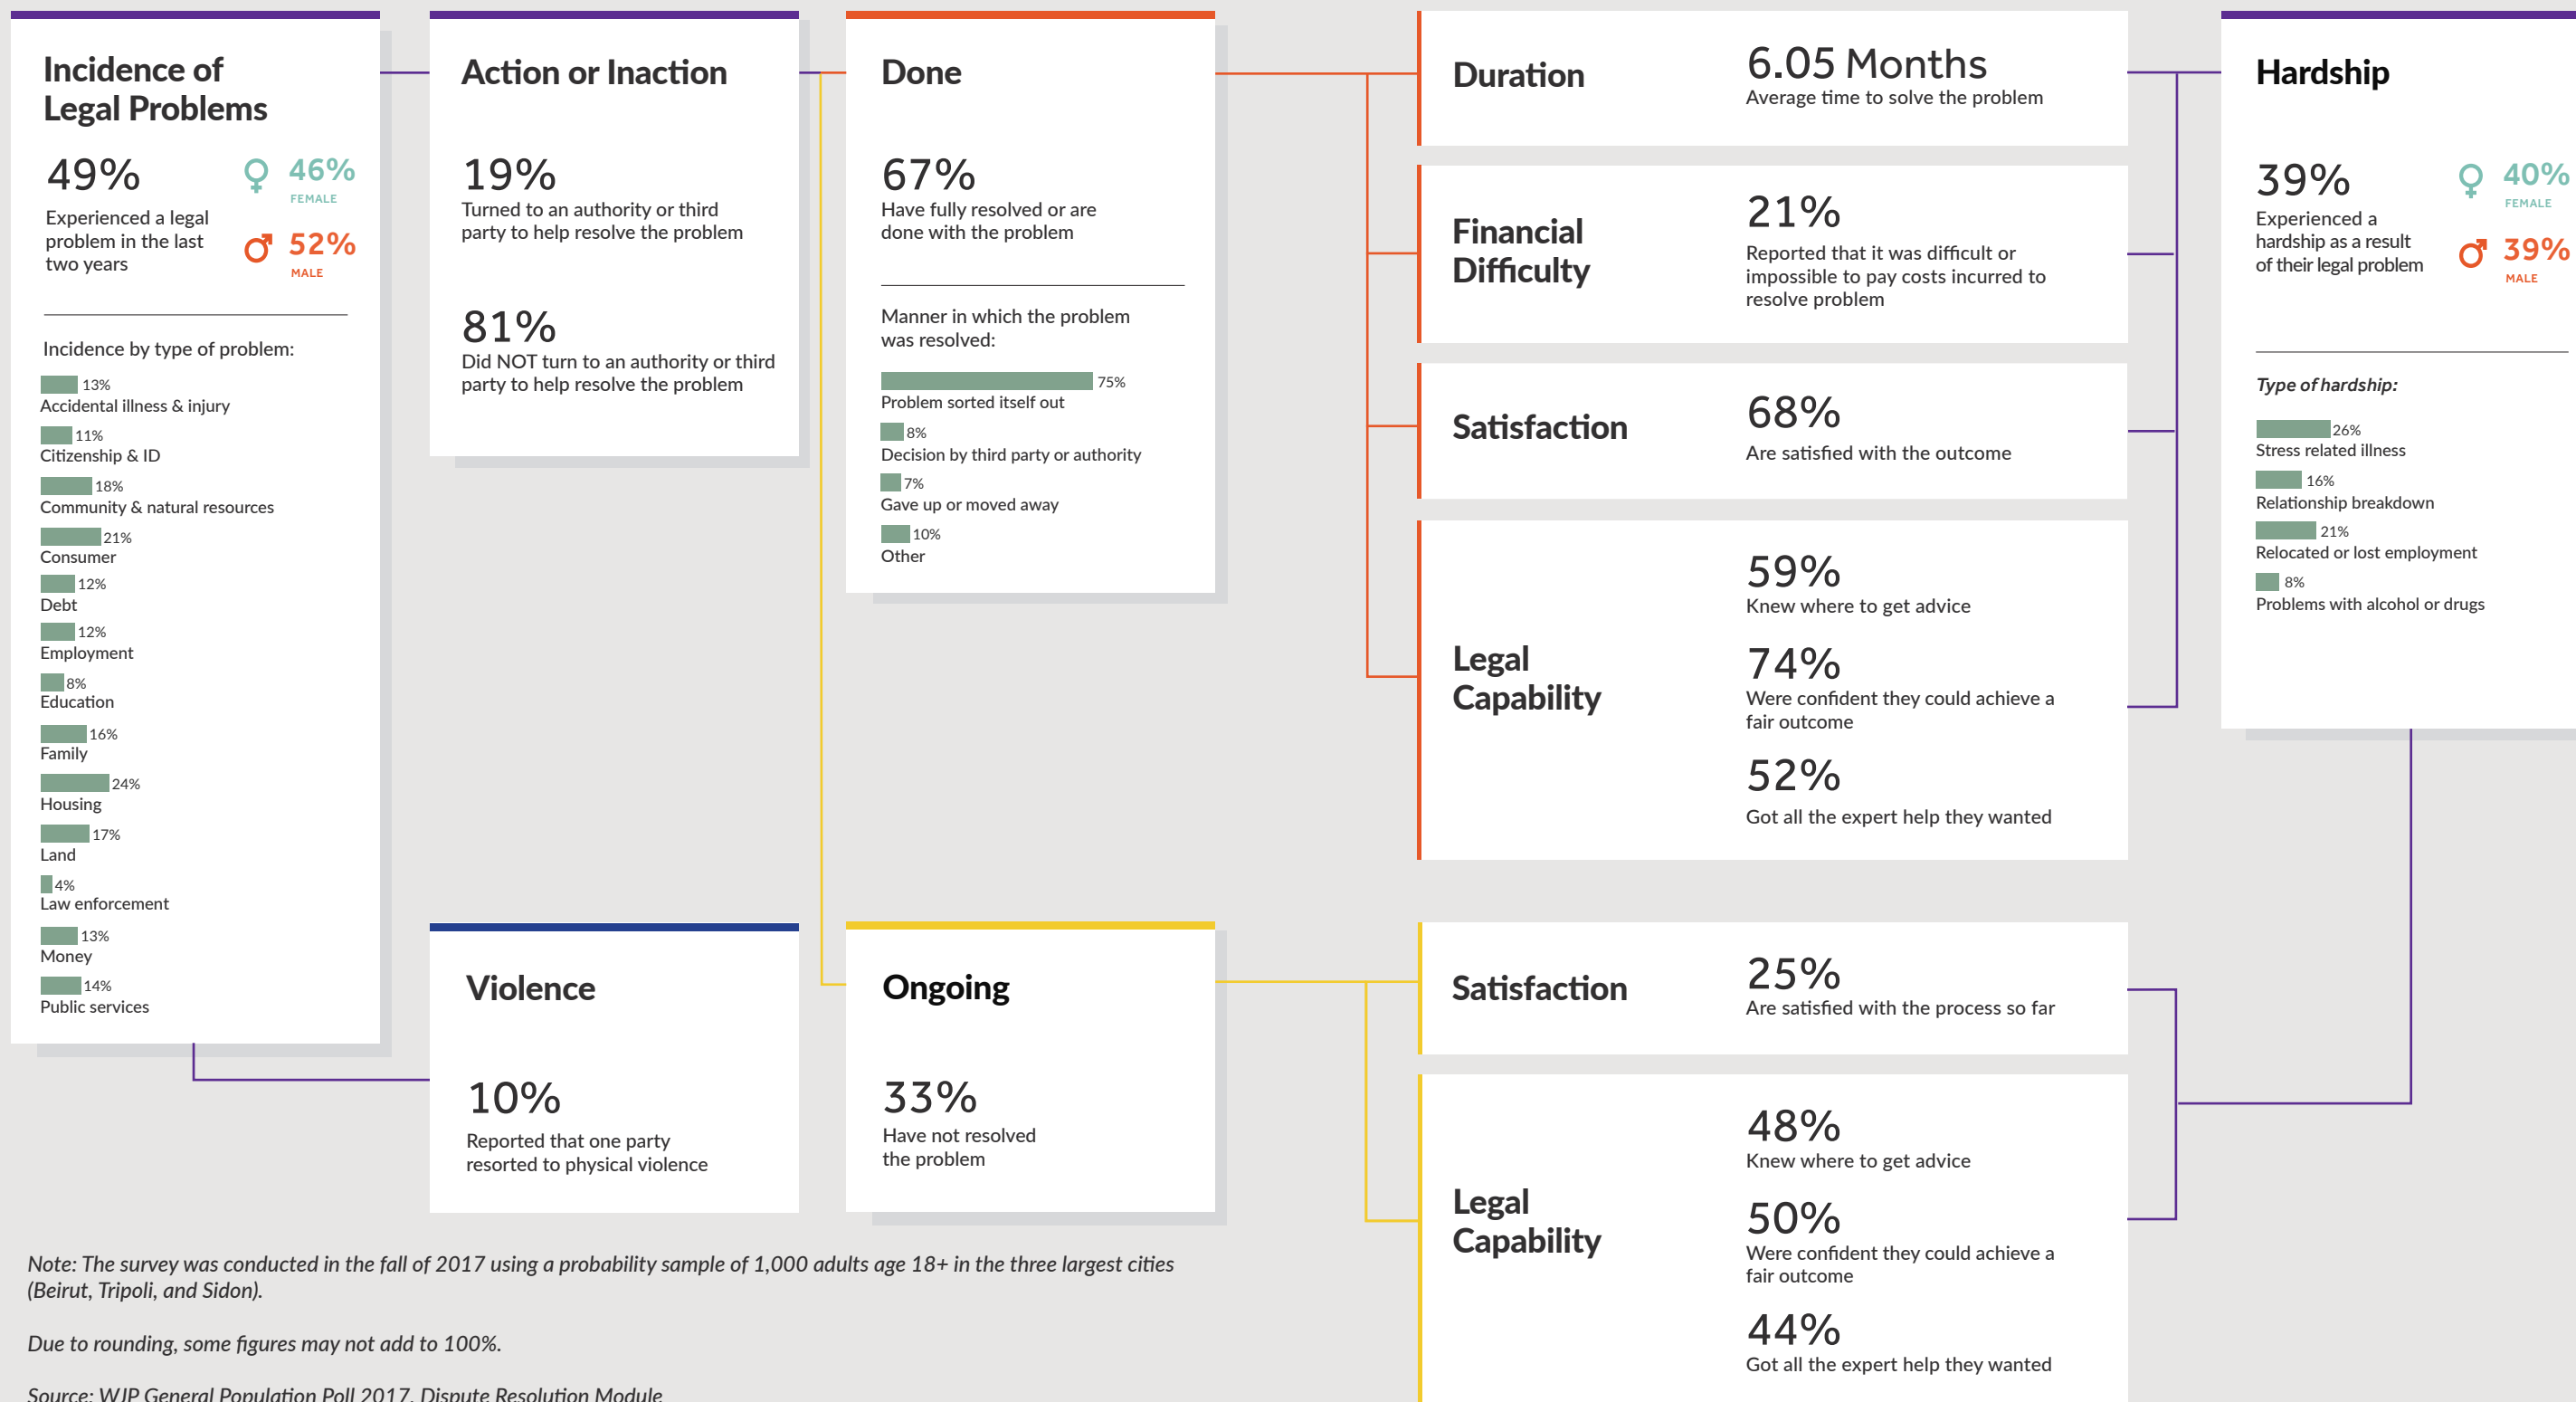 Incidence of
Legal Problems
49%
Experienced a legal
problem in the last
two years
46%
FEMALE
52%
MALE
Incidence by type of problem:
13%
Accidental illness & injury
11%
Citizenship & ID
18%
Community & natural resources
21%
Consumer
12%
Debt
12%
Employment
8%
Education
16%
Family
24%
Housing
17%
Land
4%
Law enforcement
13%
Money
14%
Public services
Action or Inaction
19%
Turned to an authority or third
party to help resolve the problem
81%
Did NOT turn to an authority or third
party to help resolve the problem
Violence
10%
Reported that one party
resorted to physical violence
Done
67%
Have fully resolved or are
done with the problem
Manner in which the problem
was resolved:
75%
Problem sorted itself out
8%
Decision by third party or authority
7%
Gave up or moved away
10%
Other
Ongoing
33%
Have not resolved
the problem
Duration
6.05 Months
Average time to solve the problem
Financial
Difficulty
21%
Reported that it was difficult or
impossible to pay costs incurred to
resolve problem
Satisfaction
68%
Are satisfied with the outcome
Legal
Capability
59%
Knew where to get advice
74%
Were confident they could achieve a
fair outcome
52%
Got all the expert help they wanted
Satisfaction
25%
Are satisfied with the process so far
Legal
Capability
48%
Knew where to get advice
50%
Were confident they could achieve a
fair outcome
44%
Got all the expert help they wanted
Hardship
39%
Experienced a
hardship as a result
of their legal problem
40%
FEMALE
39%
MALE
Type of hardship:
26%
Stress related illness
16%
Relationship breakdown
21%
Relocated or lost employment
8%
Problems with alcohol or drugs
Note: The survey was conducted in the fall of 2017 using a probability sample of 1,000 adults age 18+ in the three largest cities
(Beirut, Tripoli, and Sidon).
Due to rounding, some figures may not add to 100%.
Source: WJP General Population Poll 2017, Dispute Resolution Module